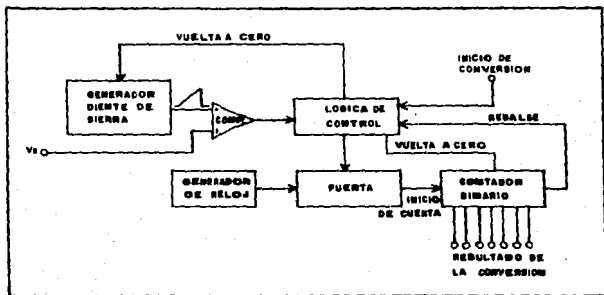 VUELTA A CERO
INICIO DE
CONVERSION
GENERADOR
DIENTE DE
SIERRA
COMP.
LOGICA DE
CONTROL
REBALSE
VUELTA A CERO
GENERADOR
DE RELOJ
PUERTA
INICIO
DE CUENTA
CONTADOR
BINARIO
RESULTADO DE
LA CONVERSION